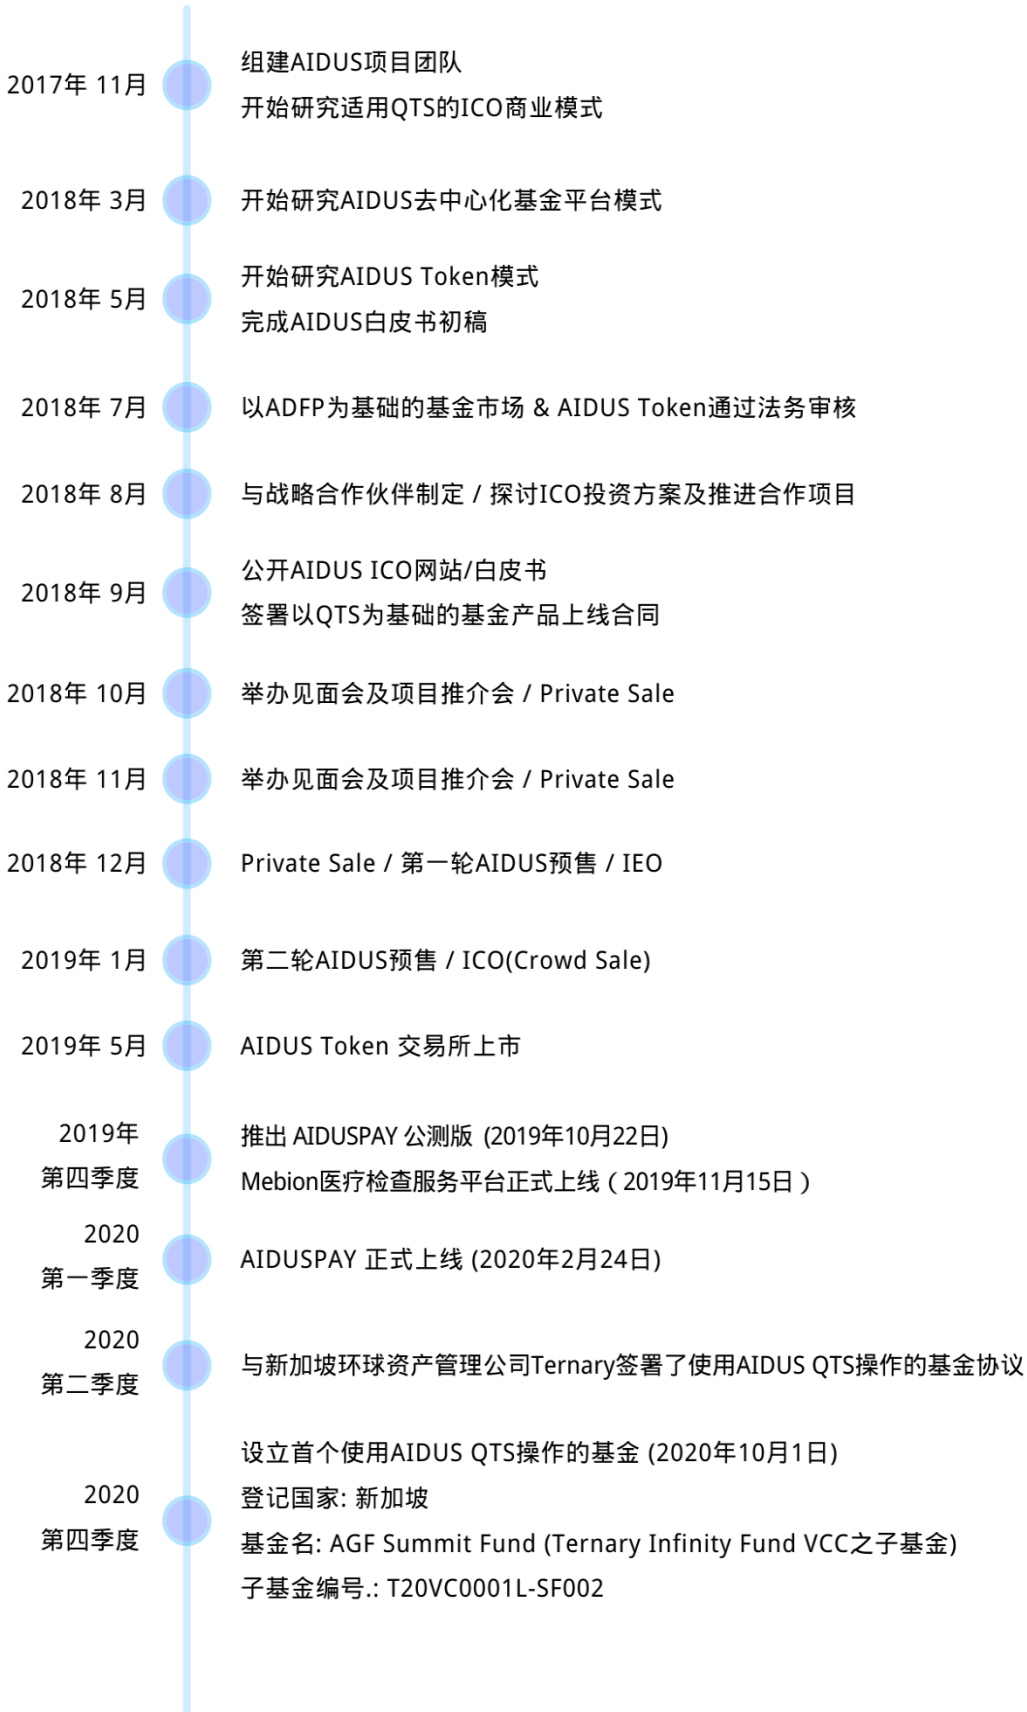 2017年 11月
组建AIDUS项目团队
开始研究适用QTS的ICO商业模式
2018年 3月
开始研究AIDUS去中心化基金平台模式
2018年 5月
开始研究AIDUS Token模式
完成AIDUS白皮书初稿
2018年 7月
以ADFP为基础的基金市场 & AIDUS Token通过法务审核
2018年 8月
与战略合作伙伴制定 / 探讨ICO投资方案及推进合作项目
2018年 9月
公开AIDUS ICO网站/白皮书
签署以QTS为基础的基金产品上线合同
2018年 10月
举办见面会及项目推介会 / Private Sale
2018年 11月
举办见面会及项目推介会 / Private Sale
2018年 12月
Private Sale / 第一轮AIDUS预售 / IEO
2019年 1月
第二轮AIDUS预售 / ICO(Crowd Sale)
2019年 5月
AIDUS Token 交易所上市
2019年
第四季度
推出 AIDUSPAY 公测版 (2019年10月22日)
Mebion医疗检查服务平台正式上线 ( 2019年11月15日 )
2020
第一季度
AIDUSPAY 正式上线 (2020年2月24日)
2020
第二季度
与新加坡环球资产管理公司Ternary签署了使用AIDUS QTS操作的基金协议
2020
第四季度
设立首个使用AIDUS QTS操作的基金 (2020年10月1日)
登记国家: 新加坡
基金名: AGF Summit Fund (Ternary Infinity Fund VCC之子基金)
子基金编号.: T20VC0001L-SF002